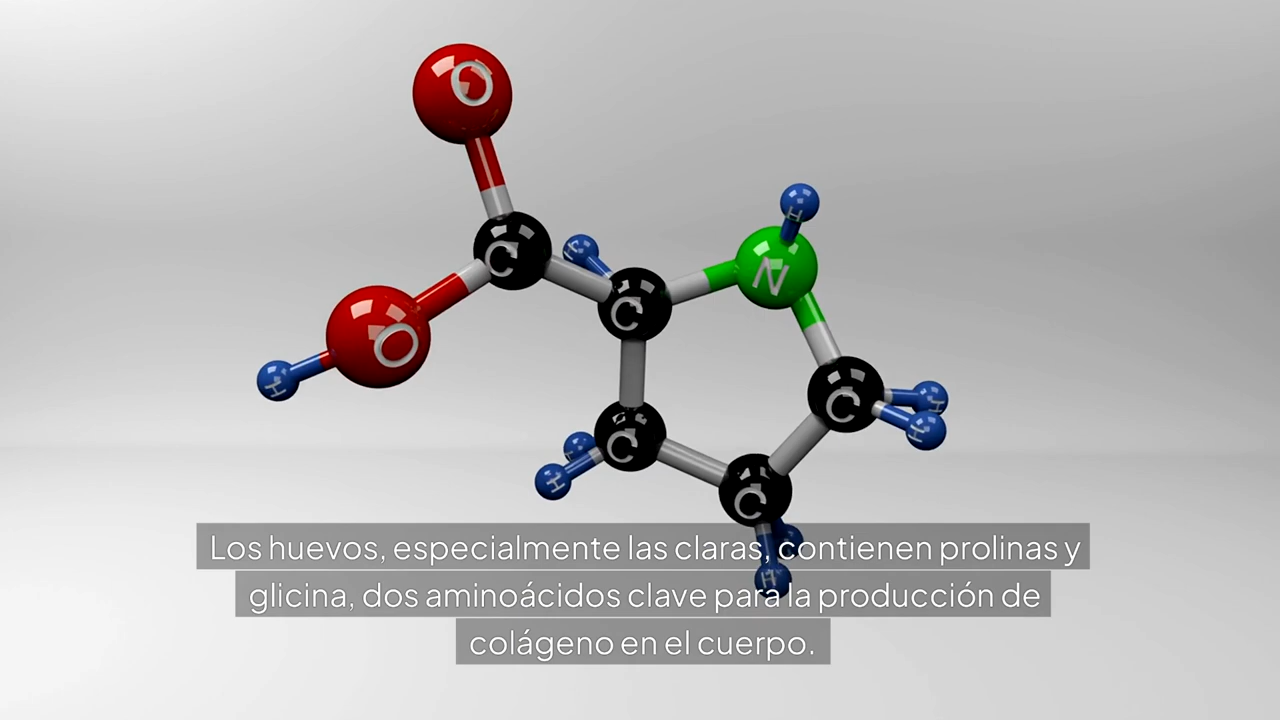 O
H
N
C
H
C
O
H
C
H
H
C
H
C
H
Los huevos, especialmente las claras, contienen prolinas y
glicina, dos aminoácidos clave para la producción de
colágeno en el cuerpo.